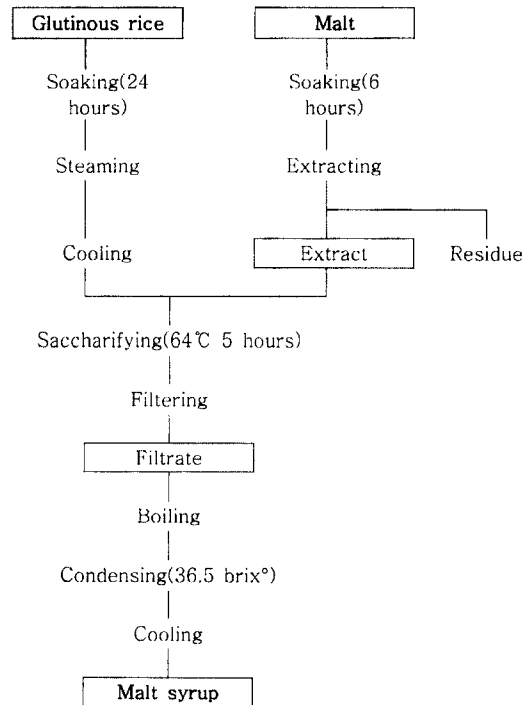 Glutinous rice
Malt
Soaking(24
hours)
Soaking(6
hours)
Steaming
Extracting
Cooling
Extract
Residue
Saccharifying(64℃ 5 hours)
Filtering
Filtrate
Boiling
Condensing(36.5 brix°)
Cooling
Malt syrup